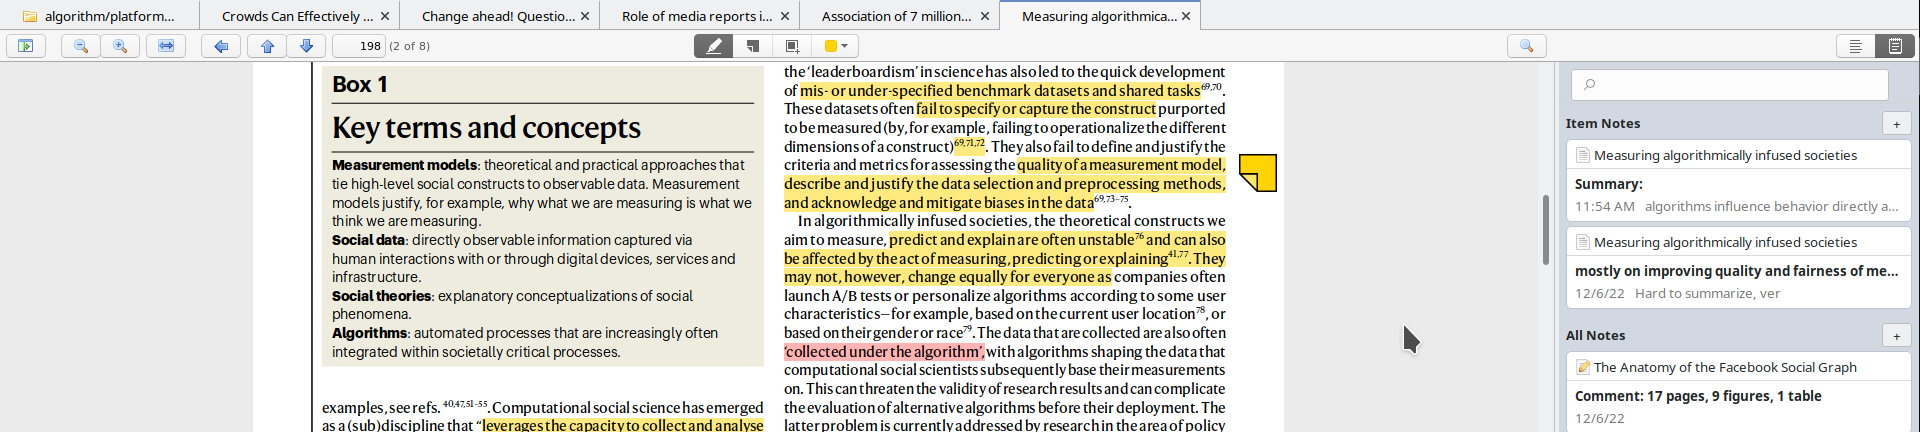 algorithm/platform...
Crowds Can Effectively ...
Change ahead! Questio...
Role of media reports i...
Association of 7 million...
Measuring algorithmica...
198 (2 of 8)
Box 1
Key terms and concepts
Measurement models: theoretical and practical approaches that
tie high-level social constructs to observable data. Measurement
models justify, for example, why what we are measuring is what we
think we are measuring.
Social data: directly observable information captured via
human interactions with or through digital devices, services and
infrastructure.
Social theories: explanatory conceptualizations of social
phenomena.
Algorithms: automated processes that are increasingly often
integrated within societally critical processes.
examples, see refs. 40,47,51–55. Computational social science has emerged
as a (sub)discipline that “leverages the capacity to collect and analyse
the ‘leaderboardism’ in science has also led to the quick development
of mis- or under-specified benchmark datasets and shared tasks69,70.
These datasets often fail to specify or capture the construct purported
to be measured (by, for example, failing to operationalize the different
dimensions of a construct)69,71,72. They also fail to define and justify the
criteria and metrics for assessing the quality of a measurement model,
describe and justify the data selection and preprocessing methods,
and acknowledge and mitigate biases in the data69,73–75.
In algorithmically infused societies, the theoretical constructs we
aim to measure, predict and explain are often unstable76 and can also
be affected by the act of measuring, predicting or explaining41,77. They
may not, however, change equally for everyone as companies often
launch A/B tests or personalize algorithms according to some user
characteristics—for example, based on the current user location78, or
based on their gender or race79. The data that are collected are also often
‘collected under the algorithm’, with algorithms shaping the data that
computational social scientists subsequently base their measurements
on. This can threaten the validity of research results and can complicate
the evaluation of alternative algorithms before their deployment. The
latter problem is currently addressed by research in the area of policy
Item Notes
Measuring algorithmically infused societies
Summary:
11:54 AM algorithms influence behavior directly a...
Measuring algorithmically infused societies
mostly on improving quality and fairness of me...
12/6/22 Hard to summarize, ver
All Notes
The Anatomy of the Facebook Social Graph
Comment: 17 pages, 9 figures, 1 table
12/6/22